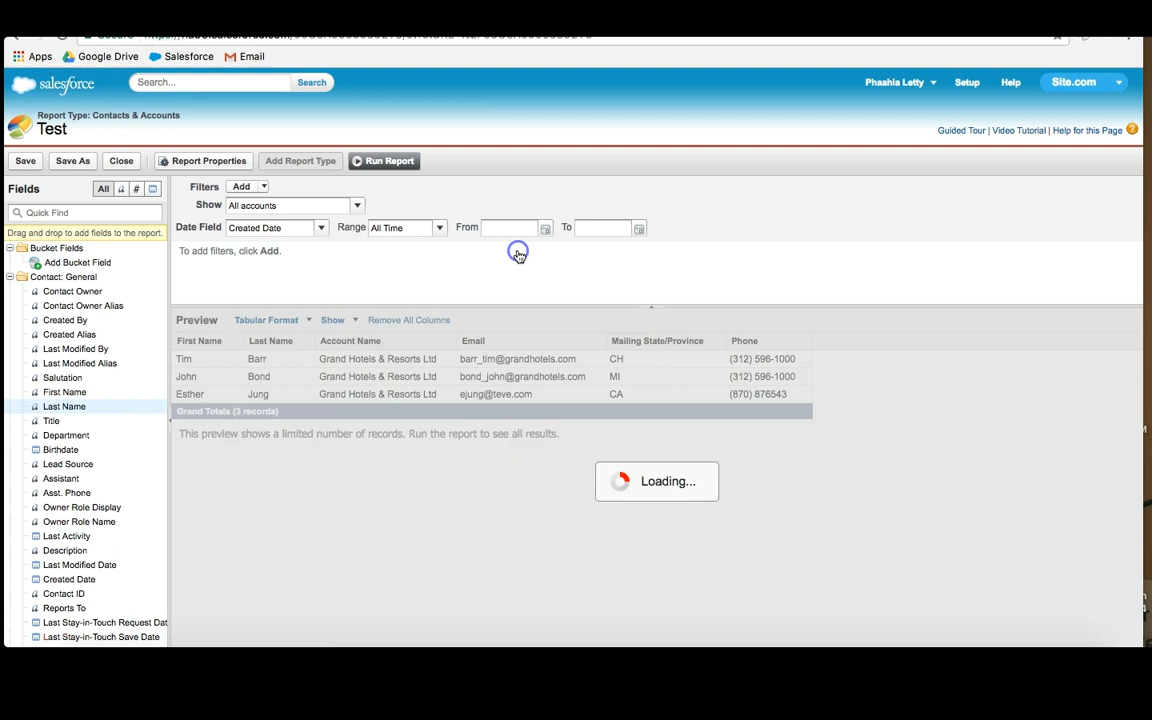 Apps Google Drive Salesforce Email
salesforce Search... Search Phaahla Letty Setup Help Site.com
Report Type: Contacts & Accounts
Test
Guided Tour | Video Tutorial | Help for this Page ?
Save Save As Close Report Properties Add Report Type Run Report
Fields All a #
Quick Find
Drag and drop to add fields to the report.
Bucket Fields
Add Bucket Field
Contact: General
Contact Owner
Contact Owner Alias
Created By
Created Alias
Last Modified By
Last Modified Alias
Salutation
First Name
Last Name
Title
Department
Birthdate
Lead Source
Assistant
Asst. Phone
Owner Role Display
Owner Role Name
Last Activity
Description
Last Modified Date
Created Date
Contact ID
Reports To
Last Stay-in-Touch Request Dat
Last Stay-in-Touch Save Date
Filters Add
Show All accounts
Date Field Created Date Range All Time From To
To add filters, click Add.
Preview Tabular Format Show Remove All Columns
First Name Last Name Account Name Email Mailing State/Province Phone
Tim Barr Grand Hotels & Resorts Ltd barr_tim@grandhotels.com CH (312) 596-1000
John Bond Grand Hotels & Resorts Ltd bond_john@grandhotels.com MI (312) 596-1000
Esther Jung Grand Hotels & Resorts Ltd ejung@teve.com CA (870) 876543
Grand Totals (3 records)
This preview shows a limited number of records. Run the report to see all results.
Loading...